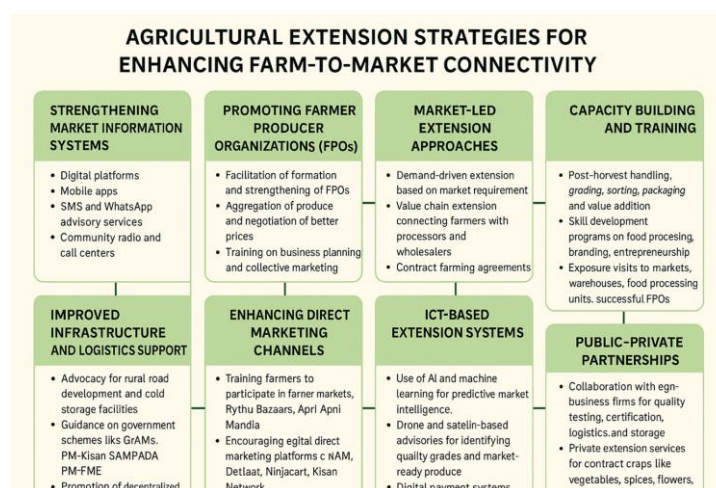 AGRICULTURAL EXTENSION STRATEGIES FOR
ENHANCING FARM-TO-MARKET CONNECTIVITY
STRENGTHENING
MARKET INFORMATION
SYSTEMS
• Digital platforms
• Mobile apps
• SMS and WhatsApp
advisory services
• Community radio and
call centers
PROMOTING FARMER
PRODUCER
ORGANIZATIONS (FPOs)
• Facilitation of formation
and strengthening of FPOs
• Aggregation of produce
and negotiation of better
prices
• Training on business planning
and collective marketing
MARKET-LED
EXTENSION
APPROACHES
• Demand-driven extension
based on market requirement
• Value chain extension
connecting farmers with
processors and
wholesalers
• Contract farming agreements
CAPACITY BUILDING
AND TRAINING
• Post-harvest handling,
grading, sorting, packaging
and value addition
• Skill development
programs on food procesing,
branding, entrepreneurship
• Exposure visits to markets,
warehouses, food processing
units. successful FPOs
IMPROVED
INFRASTRUCTURE
AND LOGISTICS SUPPORT
• Advocacy for rural road
development and cold
storage facilities
• Guidance on government
schemes like GrAMs.
PM-Kisan SAMPADA
PM-FME
• Promotion of decentralized
ENHANCING DIRECT
MARKETING
CHANNELS
• Training farmers to
participate in farner markets,
Rythu Bazaars, Aprl Apni
Mandia
• Encouraging egital direct
marketing platforms c NAM,
Detlaat, Ninjacart, Kisan
Network
ICT-BASED
EXTENSION SYSTEMS
• Use of AI and machine
learning for predictive market
intelligence.
• Drone and satelin-based
advisories for identifying
quailty grades and market-
ready produce
• Digital payment systems
PUBLIC–PRIVATE
PARTNERSHIPS
• Collaboration with egn-
business firms for quality
testing, certification,
logistics.and storage
• Private extension services
for contract craps like
vegetables, spices, flowers,